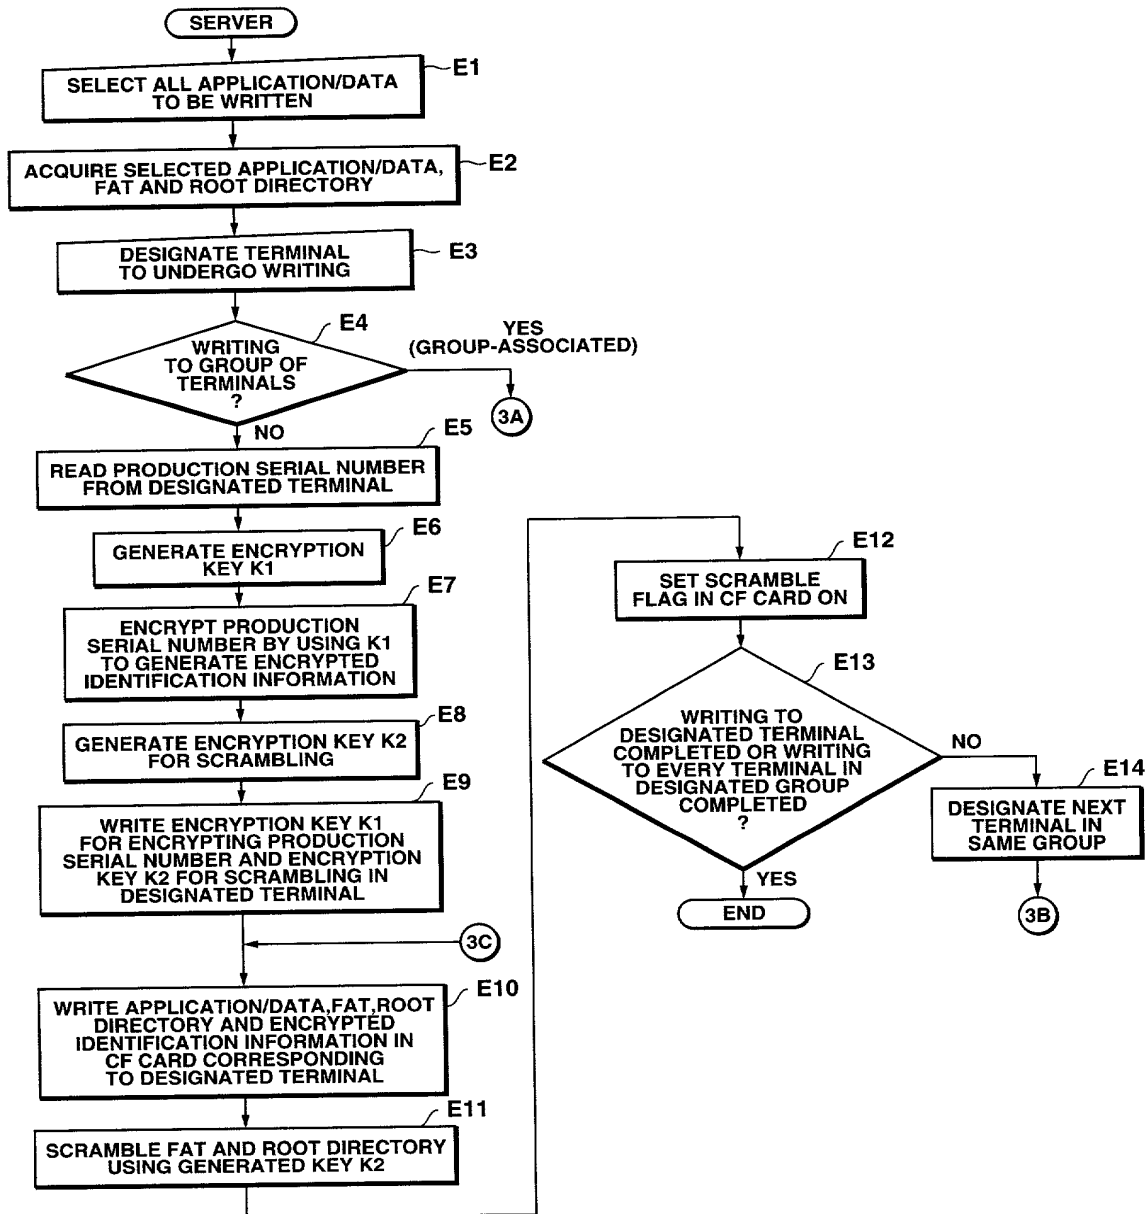 SERVER
E1
SELECT ALL APPLICATION/DATA
TO BE WRITTEN
E2
ACQUIRE SELECTED APPLICATION/DATA,
FAT AND ROOT DIRECTORY
E3
DESIGNATE TERMINAL
TO UNDERGO WRITING
E4
WRITING
TO GROUP OF
TERMINALS
?
YES
(GROUP-ASSOCIATED)
3A
NO
E5
READ PRODUCTION SERIAL NUMBER
FROM DESIGNATED TERMINAL
E6
GENERATE ENCRYPTION
KEY K1
E7
ENCRYPT PRODUCTION
SERIAL NUMBER BY USING K1
TO GENERATE ENCRYPTED
IDENTIFICATION INFORMATION
E8
GENERATE ENCRYPTION KEY K2
FOR SCRAMBLING
E9
WRITE ENCRYPTION KEY K1
FOR ENCRYPTING PRODUCTION
SERIAL NUMBER AND ENCRYPTION
KEY K2 FOR SCRAMBLING IN
DESIGNATED TERMINAL
3C
E10
WRITE APPLICATION/DATA,FAT,ROOT
DIRECTORY AND ENCRYPTED
IDENTIFICATION INFORMATION IN
CF CARD CORRESPONDING
TO DESIGNATED TERMINAL
E11
SCRAMBLE FAT AND ROOT DIRECTORY
USING GENERATED KEY K2
E12
SET SCRAMBLE
FLAG IN CF CARD ON
E13
WRITING TO
DESIGNATED TERMINAL
COMPLETED OR WRITING
TO EVERY TERMINAL IN
DESIGNATED GROUP
COMPLETED
?
NO
E14
DESIGNATE NEXT
TERMINAL IN
SAME GROUP
3B
YES
END